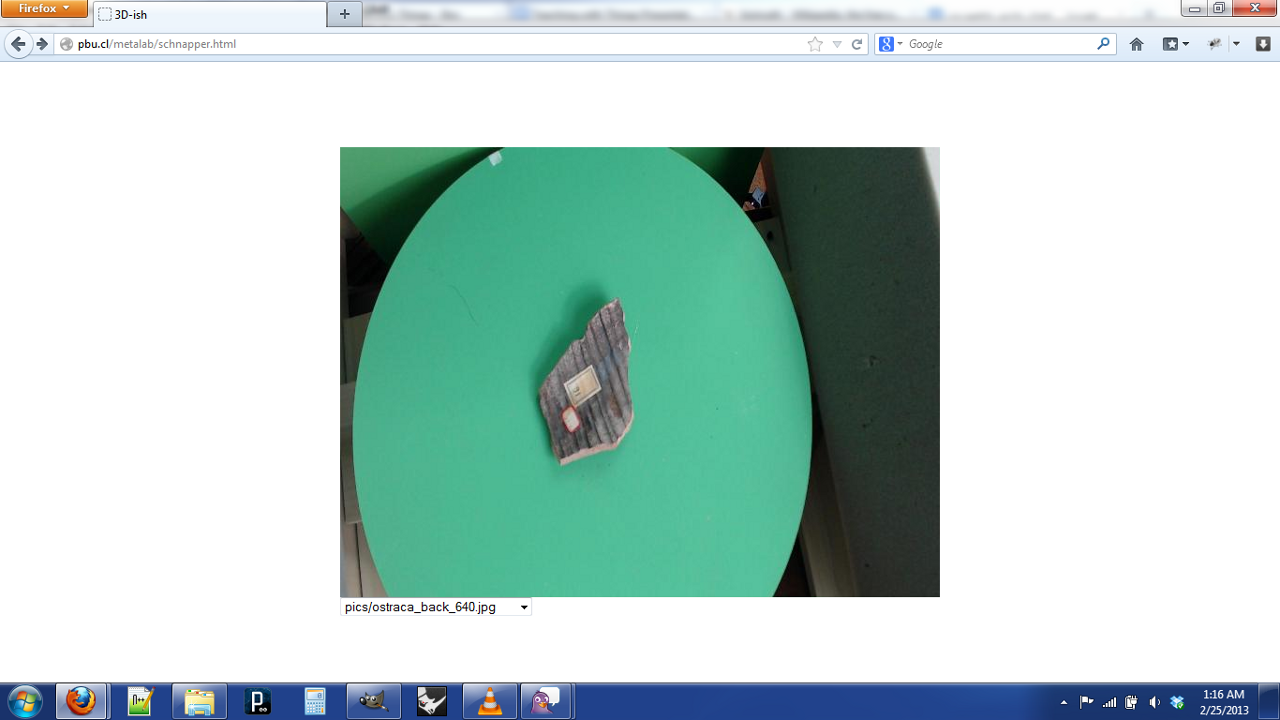 Firefox
3D-ish
pbu.cl/metalab/schnapper.html
Google
pics/ostraca_back_640.jpg
1:16 AM
2/25/2013